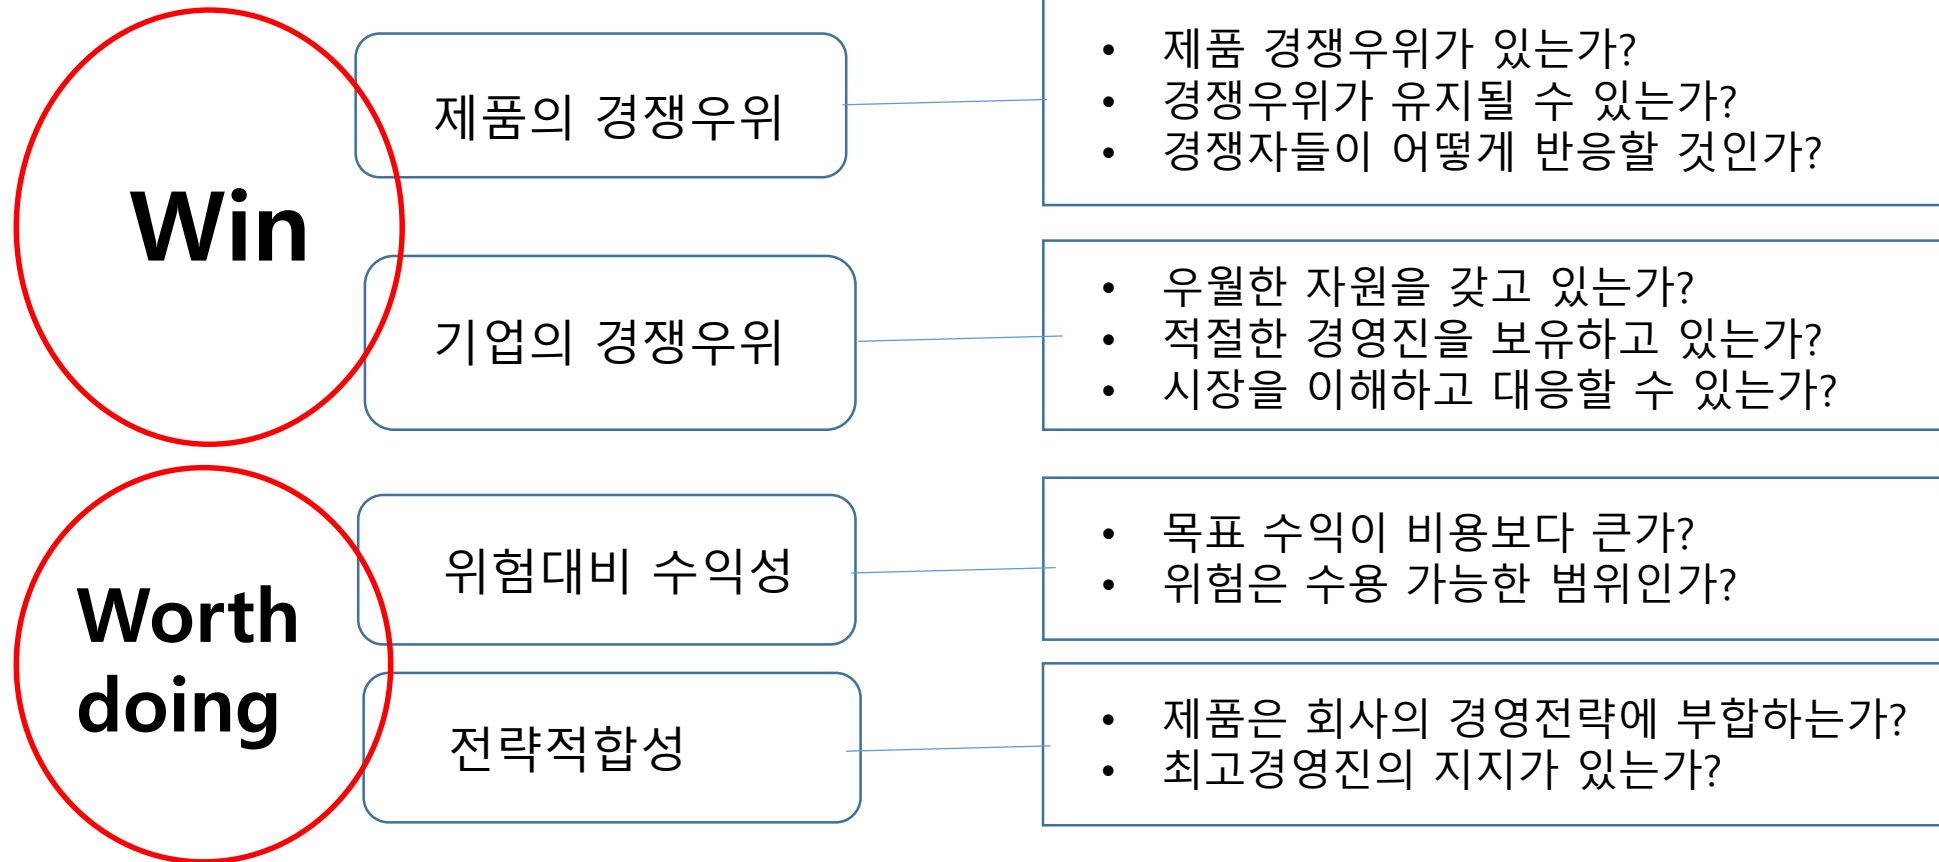 Win
제품의 경쟁우위
• 제품 경쟁우위가 있는가?
• 경쟁우위가 유지될 수 있는가?
• 경쟁자들이 어떻게 반응할 것인가?
기업의 경쟁우위
• 우월한 자원을 갖고 있는가?
• 적절한 경영진을 보유하고 있는가?
• 시장을 이해하고 대응할 수 있는가?
Worth
doing
위험대비 수익성
• 목표 수익이 비용보다 큰가?
• 위험은 수용 가능한 범위인가?
전략적합성
• 제품은 회사의 경영전략에 부합하는가?
• 최고경영진의 지지가 있는가?